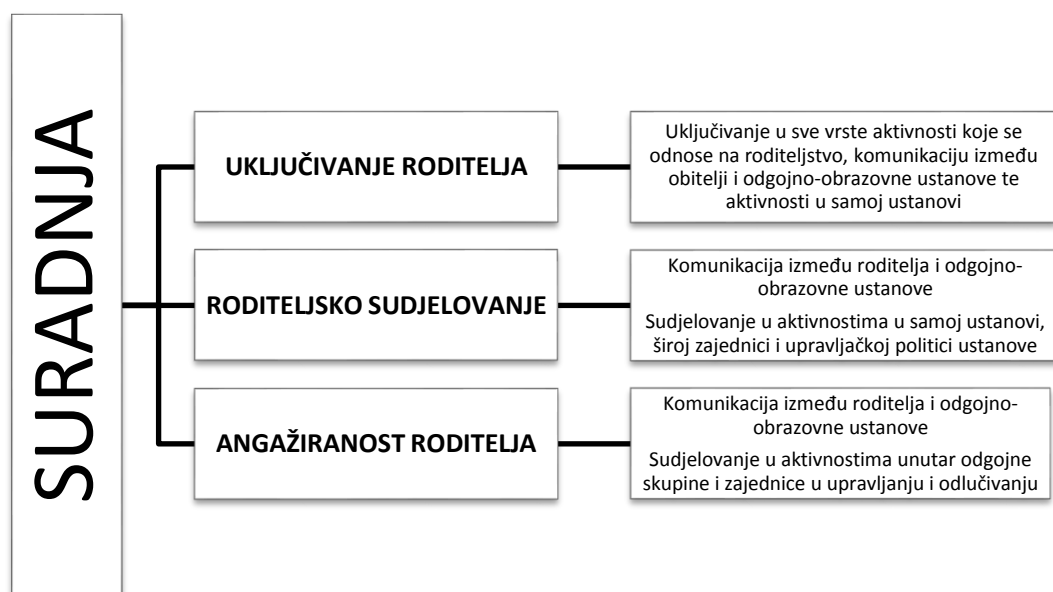 SURADNJA
UKLJUČIVANJE RODITELJA
Uključivanje u sve vrste aktivnosti koje se
odnose na roditeljstvo, komunikaciju između
obitelji i odgojno-obrazovne ustanove te
aktivnosti u samoj ustanovi
RODITELJSKO SUDJELOVANJE
Komunikacija između roditelja i odgojno-
obrazovne ustanove
Sudjelovanje u aktivnostima u samoj ustanovi,
široj zajednici i upravljačkoj politici ustanove
ANGAŽIRANOST RODITELJA
Komunikacija između roditelja i odgojno-
obrazovne ustanove
Sudjelovanje u aktivnostima unutar odgojne
skupine i zajednice u upravljanju i odlučivanju